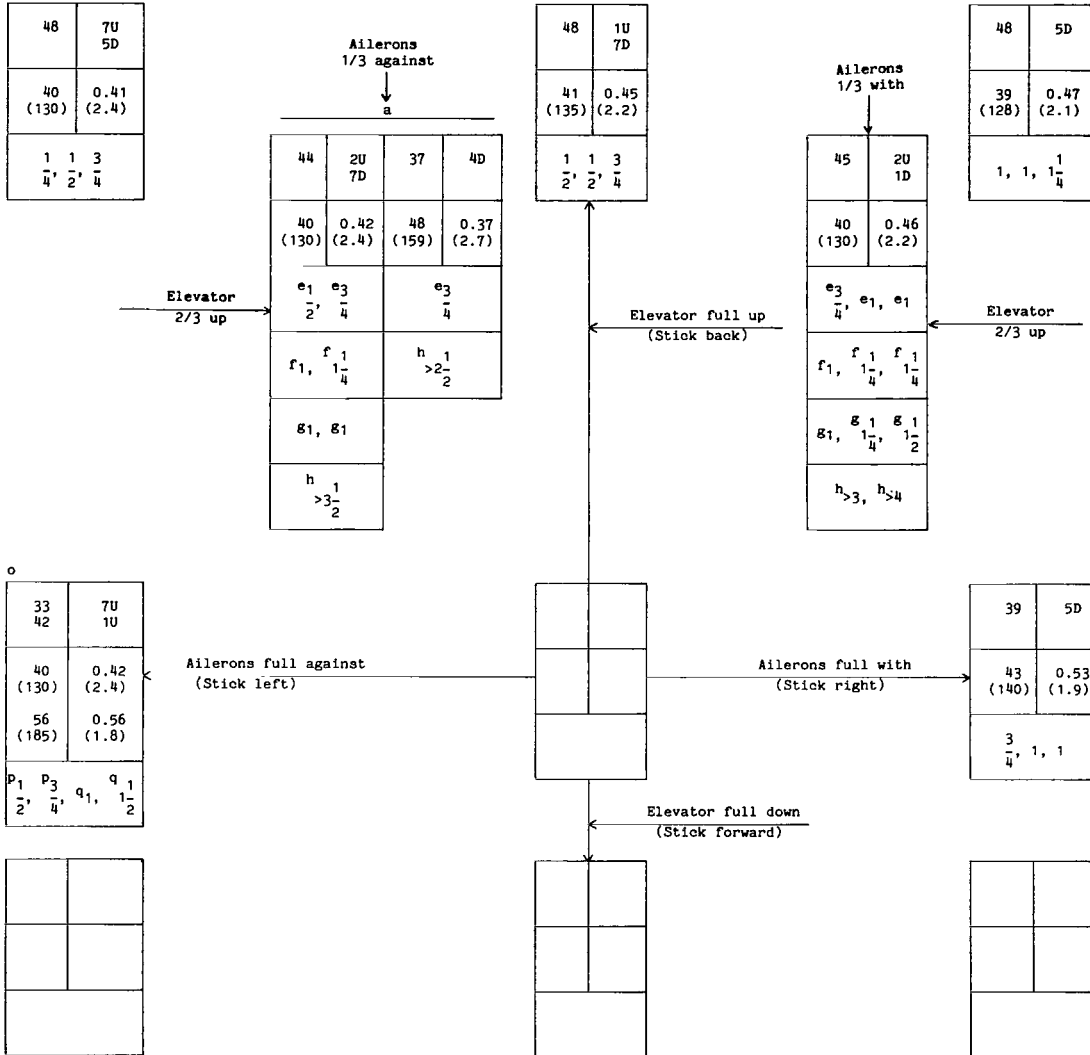 48 7U
5D
40 0.41
(130) (2.4)
1/4, 1/2, 3/4
Ailerons
1/3 against
a
44 2U 37 4D
7D
40 0.42 48 0.37
(130) (2.4) (159) (2.7)
e 1/2, e 3/4 e 3/4
f1, f 1 1/4 h >2 1/2
g1, g1
h >3 1/2
Elevator
2/3 up
48 1U
7D
41 0.45
(135) (2.2)
1/2, 1/2, 3/4
Elevator full up
(Stick back)
Ailerons
1/3 with
45 2U
1D
40 0.46
(130) (2.2)
e 3/4, e1, e1
f1, f 1 1/4, f 1 1/4
g1, g 1 1/4, g 1 1/2
h >3, h >4
Elevator
2/3 up
48 5D
39 0.47
(128) (2.1)
1, 1, 1 1/4
o
33 7U
42 1U
40 0.42
(130) (2.4)
56 0.56
(185) (1.8)
p 1/2, p 3/4, q1, q 1 1/2
Ailerons full against
(Stick left)
Ailerons full with
(Stick right)
39 5D
43 0.53
(140) (1.9)
3/4, 1, 1
Elevator full down
(Stick forward)